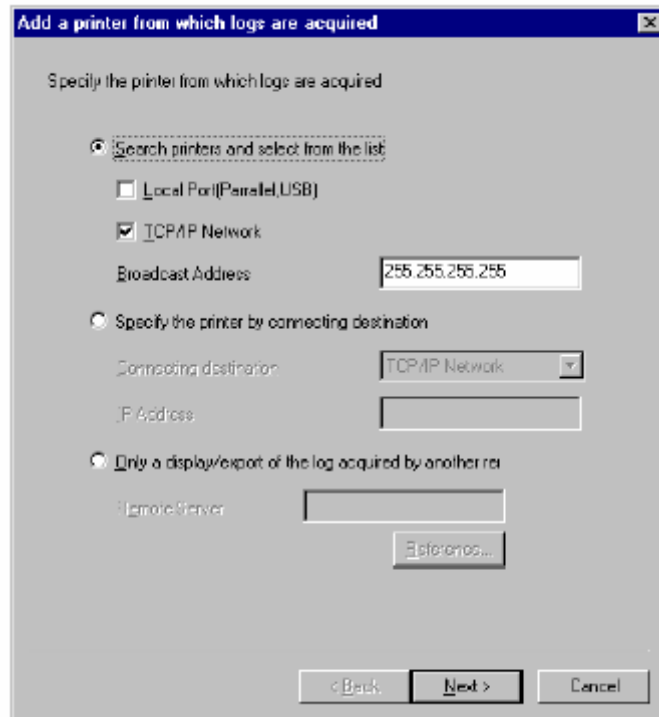 Add a printer from which logs are acquired
Specify the printer from which logs are acquired
Search printers and select from the list
Local Port(Parrallel,USB)
TCP/IP Network
Broadcast Address 255.255.255.255
Specify the printer by connecting destination
Connecting destination TCP/IP Network
IP Address
Only a display/export of the log acquired by another rei
Remote Server
Reference...
< Back Next > Cancel